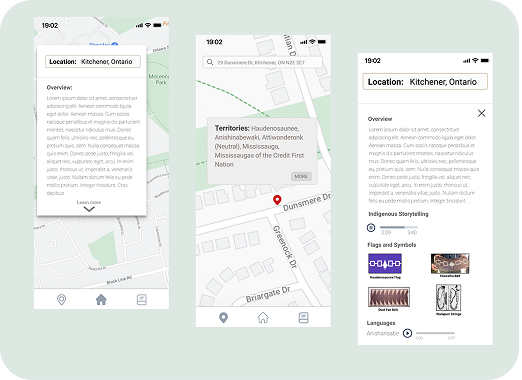 19:02
Location: Kitchener, Ontario
Overview:
Lorem ipsum dolor sit amet, consectetuer
adipiscing elit. Aenean commodo ligula
eget dolor. Aenean massa. Cum sociis
natoque penatibus et magnis dis parturient
montes, nascetur ridiculus mus. Donec
quam felis, ultricies nec, pellentesque eu,
pretium quis, sem. Nulla consequat massa
quis enim. Donec pede justo, fringilla vel,
aliquet nec, vulputate eget, arcu. In enim
justo, rhoncus ut, imperdiet a, venenatis
vitae, justo. Nullam dictum felis eu pede
mollis pretium. Integer tincidunt. Cras
dapibus
Learn more
Black Line Rd
19:02
29 Dunsmere Dr, Kitchener, ON N2E 2E7
Territories: Haudenosaunee,
Anishinabewaki, Attiwonderonk
(Neutral), Mississauga,
Mississaugas of the Credit First
Nation
MORE
Dunsmere Dr
Greenock Dr
Briargate Dr
19:02
Location: Kitchener, Ontario
Overview
Lorem ipsum dolor sit amet, consectetuer
adipiscing elit. Aenean commodo ligula eget
dolor. Aenean massa. Cum sociis natoque
penatibus et magnis dis parturient montes,
nascetur ridiculus mus.
Donec quam felis, ultricies nec, pellentesque
eu, pretium quis, sem. Nulla consequat massa
quis enim. Donec pede justo, fringilla vel, aliquet
nec, vulputate eget, arcu. In enim justo, rhoncus ut,
imperdiet a, venenatis vitae, justo. Nullam dictum
felis eu pede mollis pretium. Integer tincidunt
Indigenous Storytelling
3:09 3:40
Flags and Symbols
Haudenosaunee Flag
Dust Fan Belt
Wampum Strings
Languages
Anishanaabe